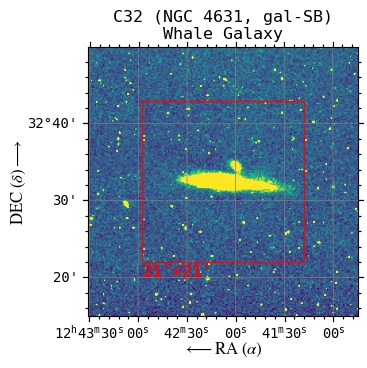 C32 (NGC 4631, gal-SB)
Whale Galaxy
DEC (δ) ⟶
32°40'
30'
20'
21'×21'
12ʰ43ᵐ30ˢ 00ˢ 42ᵐ30ˢ 00ˢ 41ᵐ30ˢ 00ˢ
⟵ RA (α)